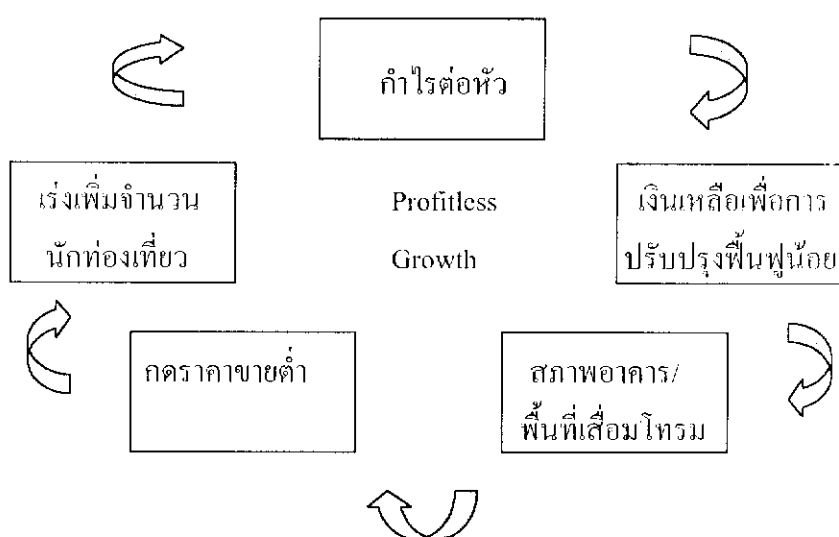 กำไรต่อหัว
เร่งเพิ่มจำนวน
นักท่องเที่ยว
Profitless
Growth
เงินเหลือเพื่อการ
ปรับปรุงฟื้นฟูน้อย
กดราคาขายต่ำ
สภาพอาคาร/
พื้นที่เสื่อมโทรม